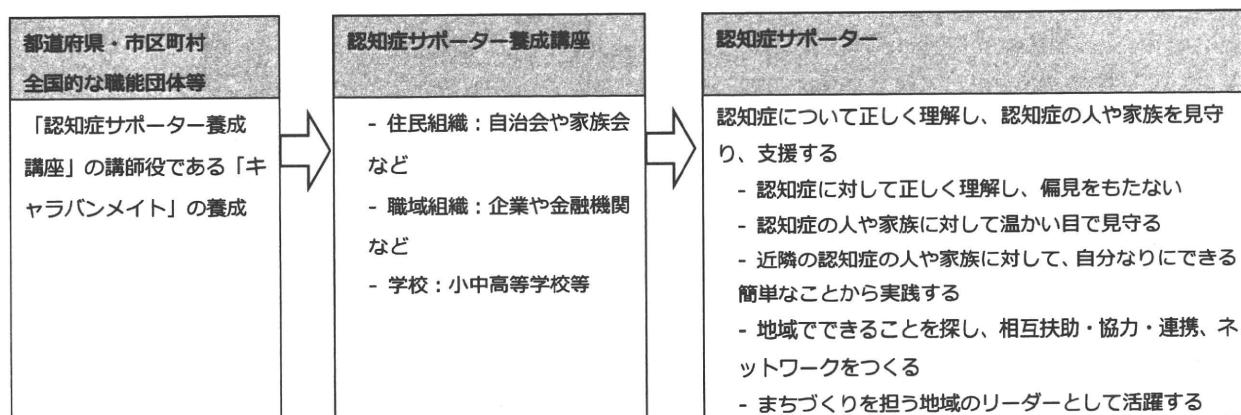 都道府県・市区町村
全国的な職能団体等
「認知症サポーター養成
講座」の講師役である「キ
ャラバンメイト」の養成
認知症サポーター養成講座
- 住民組織：自治会や家族会
など
- 職域組織：企業や金融機関
など
- 学校：小中高等学校等
認知症サポーター
認知症について正しく理解し、認知症の人や家族を見守
り、支援する
- 認知症に対して正しく理解し、偏見をもたない
- 認知症の人や家族に対して温かい目で見守る
- 近隣の認知症の人や家族に対して、自分なりにできる
簡単なことから実践する
- 地域でできることを探し、相互扶助・協力・連携、ネ
ットワークをつくる
- まちづくりを担う地域のリーダーとして活躍する